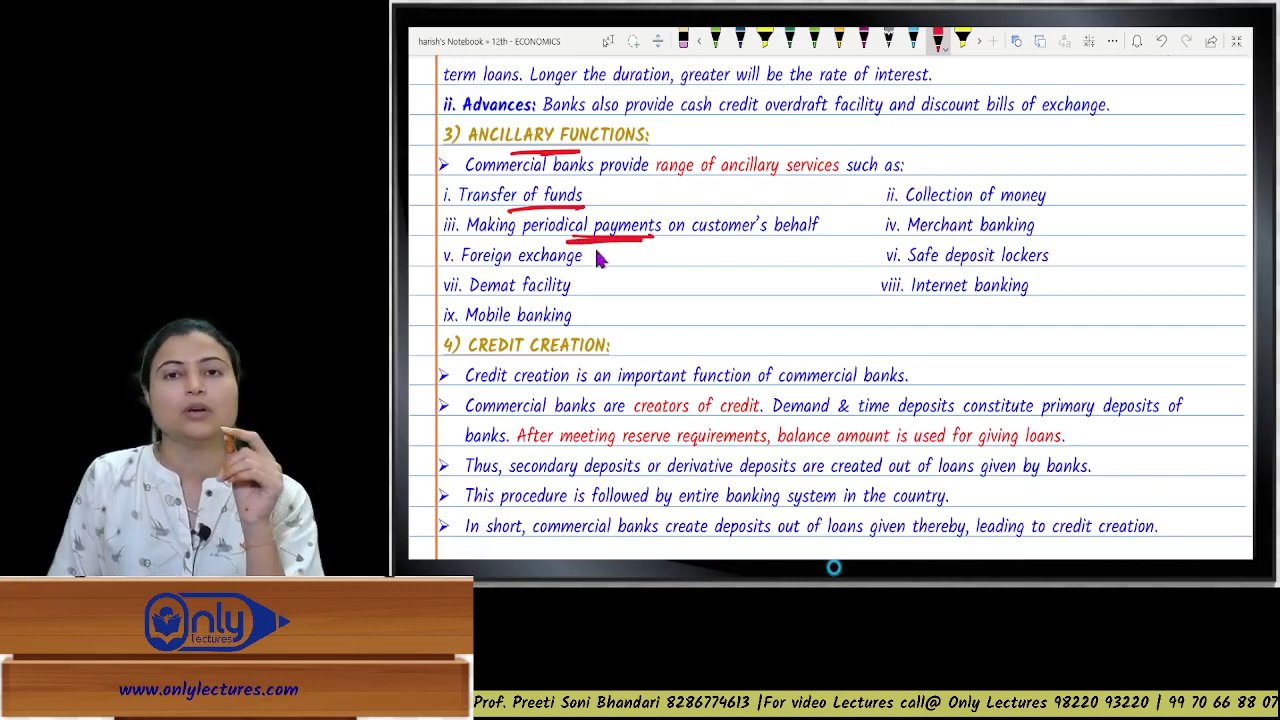 harish's Notebook » 12th - ECONOMICS
term loans. Longer the duration, greater will be the rate of interest.
ii. Advances: Banks also provide cash credit overdraft facility and discount bills of exchange.
3) ANCILLARY FUNCTIONS:
➢ Commercial banks provide range of ancillary services such as:
i. Transfer of funds ii. Collection of money
iii. Making periodical payments on customer's behalf iv. Merchant banking
v. Foreign exchange vi. Safe deposit lockers
vii. Demat facility viii. Internet banking
ix. Mobile banking
4) CREDIT CREATION:
➢ Credit creation is an important function of commercial banks.
➢ Commercial banks are creators of credit. Demand & time deposits constitute primary deposits of
banks. After meeting reserve requirements, balance amount is used for giving loans.
➢ Thus, secondary deposits or derivative deposits are created out of loans given by banks.
➢ This procedure is followed by entire banking system in the country.
➢ In short, commercial banks create deposits out of loans given thereby, leading to credit creation.
Only
lectures
www.onlylectures.com
Prof. Preeti Soni Bhandari 8286774613 |For video Lectures call@ Only Lectures 98220 93220 | 99 70 66 88 07